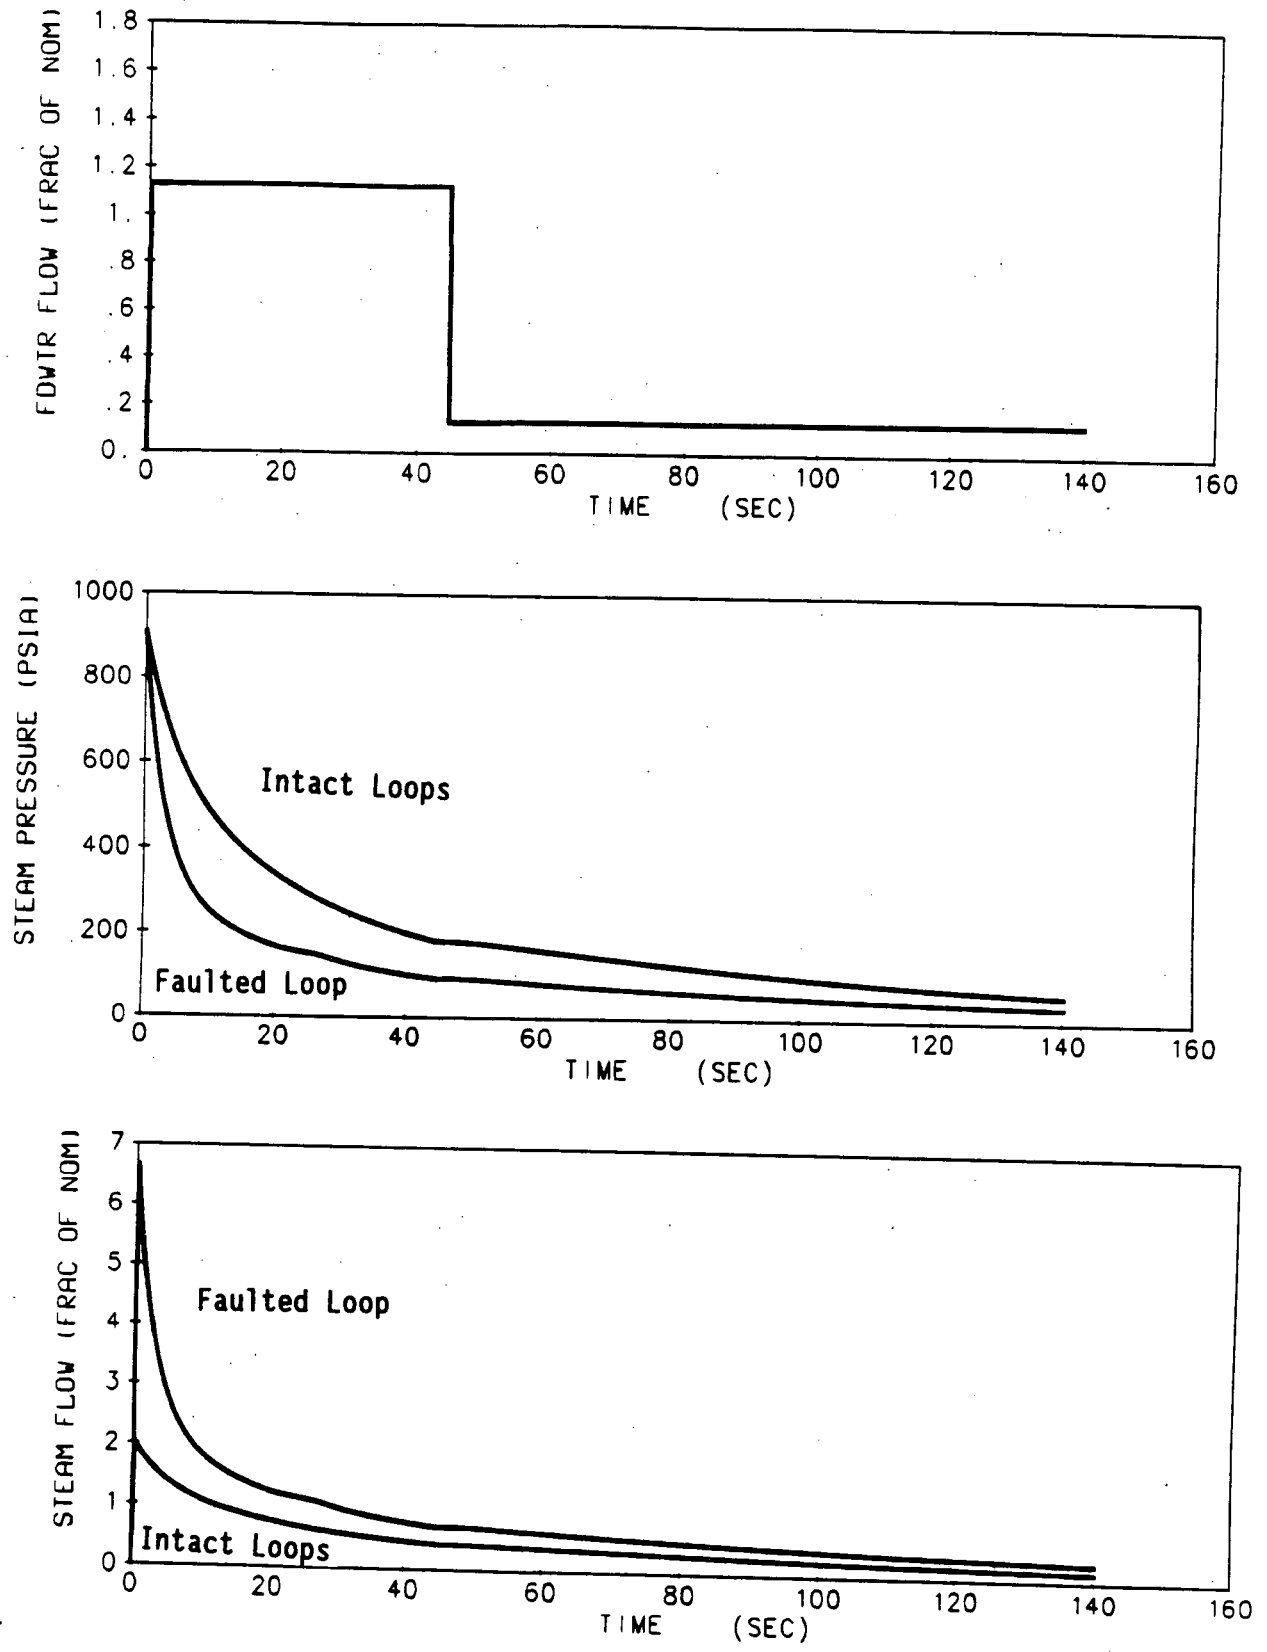 FDWTR FLOW (FRAC OF NOM)
1.8
1.6
1.4
1.2
1.
.8
.6
.4
.2
0.
0 20 40 60 80 100 120 140 160
TIME (SEC)
STEAM PRESSURE (PSIA)
1000
800
600
400
200
0
Intact Loops
Faulted Loop
0 20 40 60 80 100 120 140 160
TIME (SEC)
STEAM FLOW (FRAC OF NOM)
7
6
5
4
3
2
1
0
Faulted Loop
Intact Loops
0 20 40 60 80 100 120 140 160
TIME (SEC)